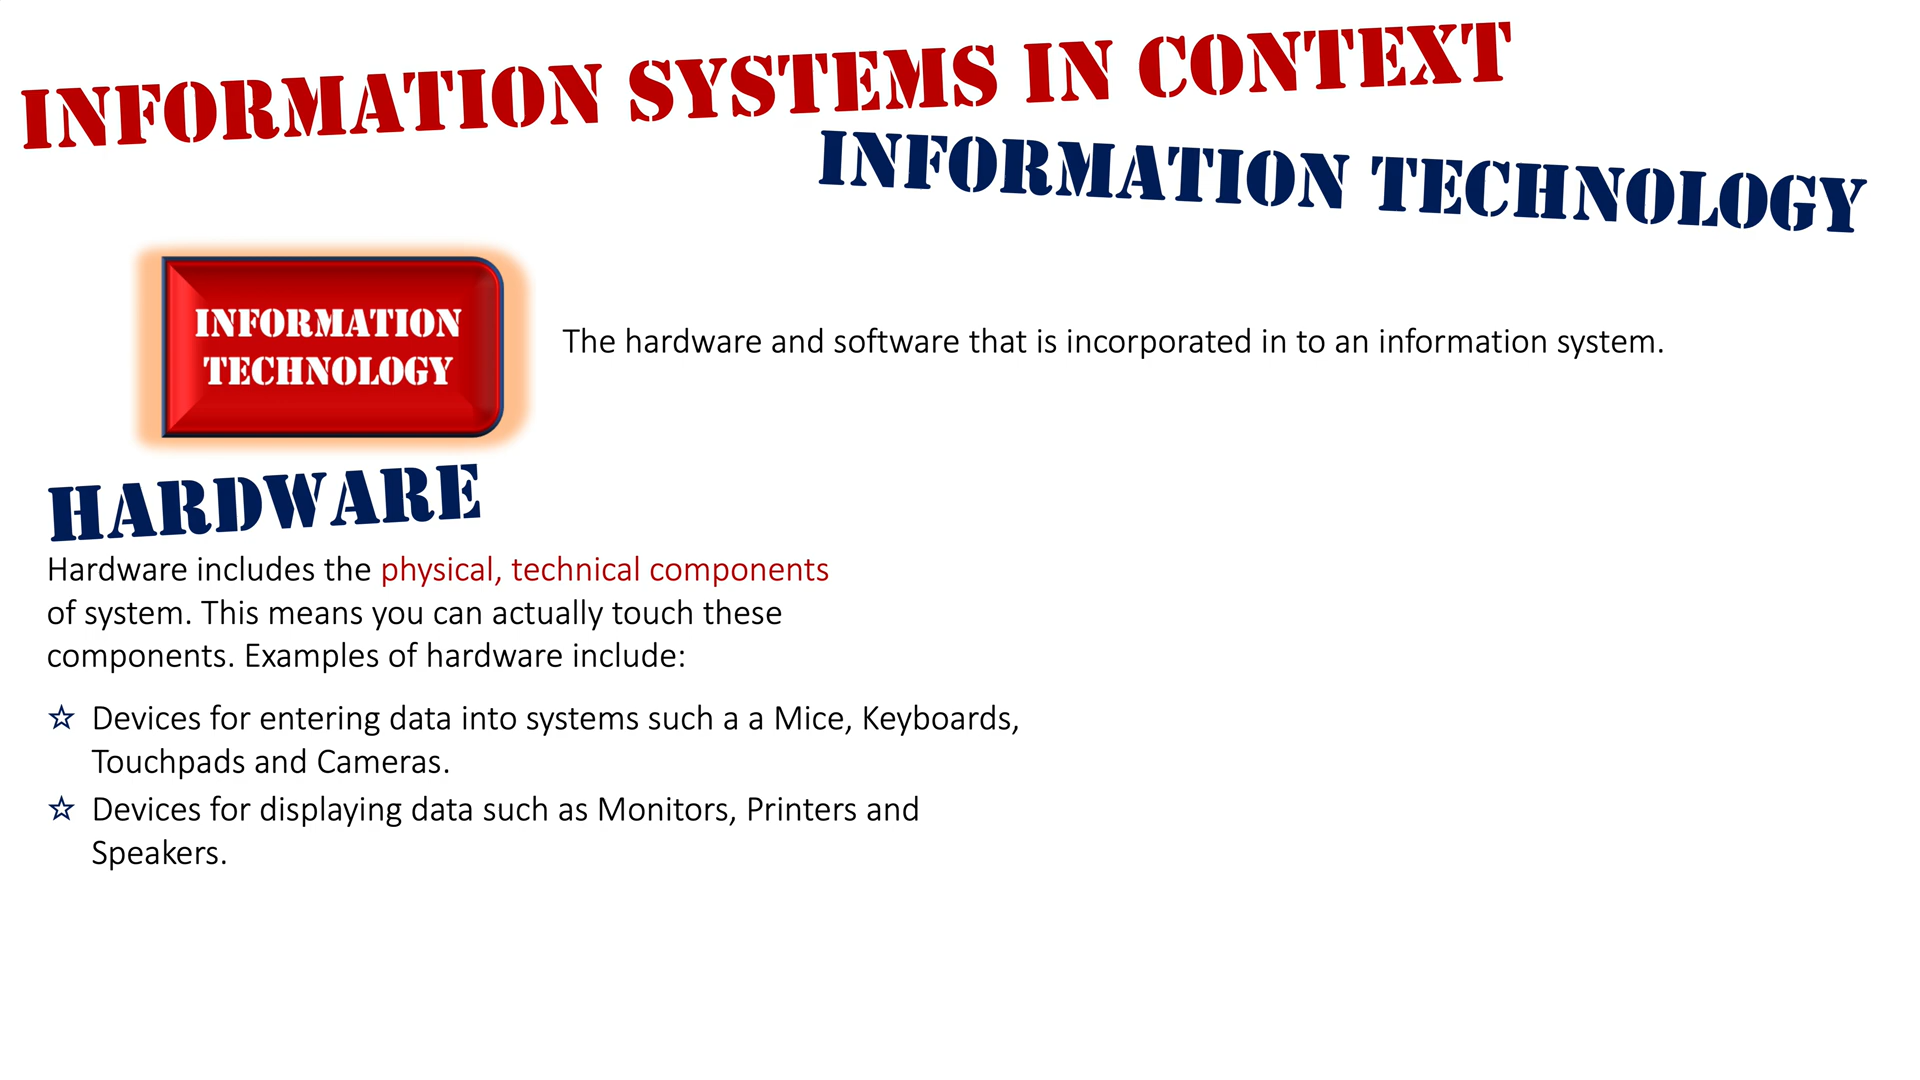 INFORMATION SYSTEMS IN CONTEXT
INFORMATION TECHNOLOGY
INFORMATION
TECHNOLOGY
The hardware and software that is incorporated in to an information system.
HARDWARE
Hardware includes the physical, technical components
of system. This means you can actually touch these
components. Examples of hardware include:
☆ Devices for entering data into systems such a a Mice, Keyboards,
Touchpads and Cameras.
☆ Devices for displaying data such as Monitors, Printers and
Speakers.